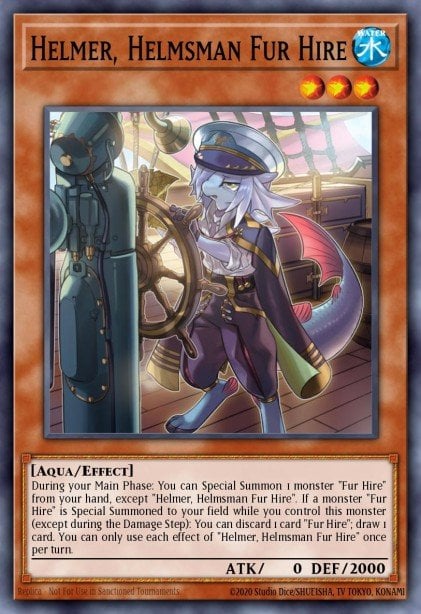 HELMER, HELMSMAN FUR HIRE
WATER
水
[AQUA/EFFECT]
During your Main Phase: You can Special Summon 1 monster "Fur Hire"
from your hand, except "Helmer, Helmsman Fur Hire". If a monster "Fur
Hire" is Special Summoned to your field while you control this monster
(except during the Damage Step): You can discard 1 card "Fur Hire"; draw 1
card. You can only use each effect of "Helmer, Helmsman Fur Hire" once
per turn.
ATK/ 0 DEF/2000
Replica - Not For Use in Sanctioned Tournaments
©2020 Studio Dice/SHUEISHA, TV TOKYO, KONAMI